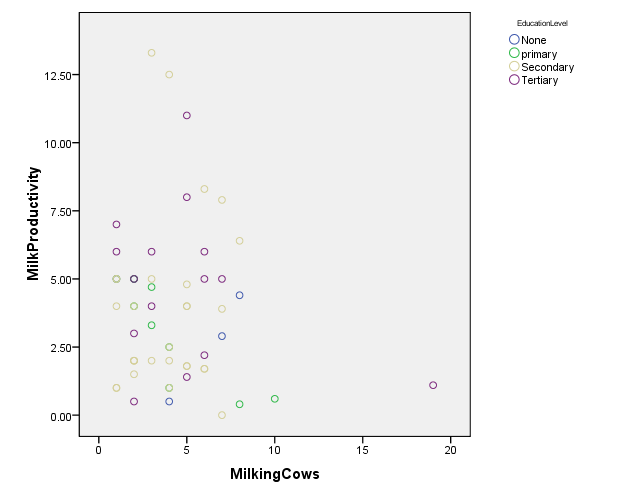 EducationLevel
None
primary
Secondary
Tertiary
MilkProductivity
12.50
10.00
7.50
5.00
2.50
0.00
0
5
10
15
20
MilkingCows